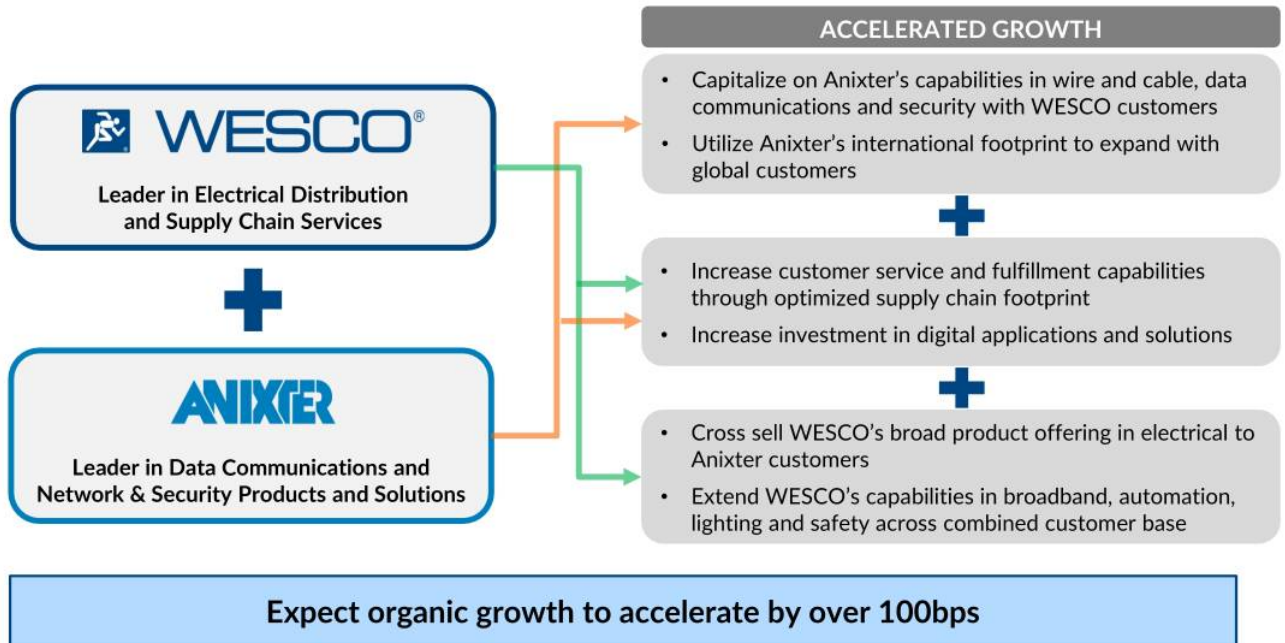 WESCO®
Leader in Electrical Distribution
and Supply Chain Services
ANIXTER
Leader in Data Communications and
Network & Security Products and Solutions
ACCELERATED GROWTH
• Capitalize on Anixter’s capabilities in wire and cable, data
communications and security with WESCO customers
• Utilize Anixter’s international footprint to expand with
global customers
• Increase customer service and fulfillment capabilities
through optimized supply chain footprint
• Increase investment in digital applications and solutions
• Cross sell WESCO’s broad product offering in electrical to
Anixter customers
• Extend WESCO’s capabilities in broadband, automation,
lighting and safety across combined customer base
Expect organic growth to accelerate by over 100bps